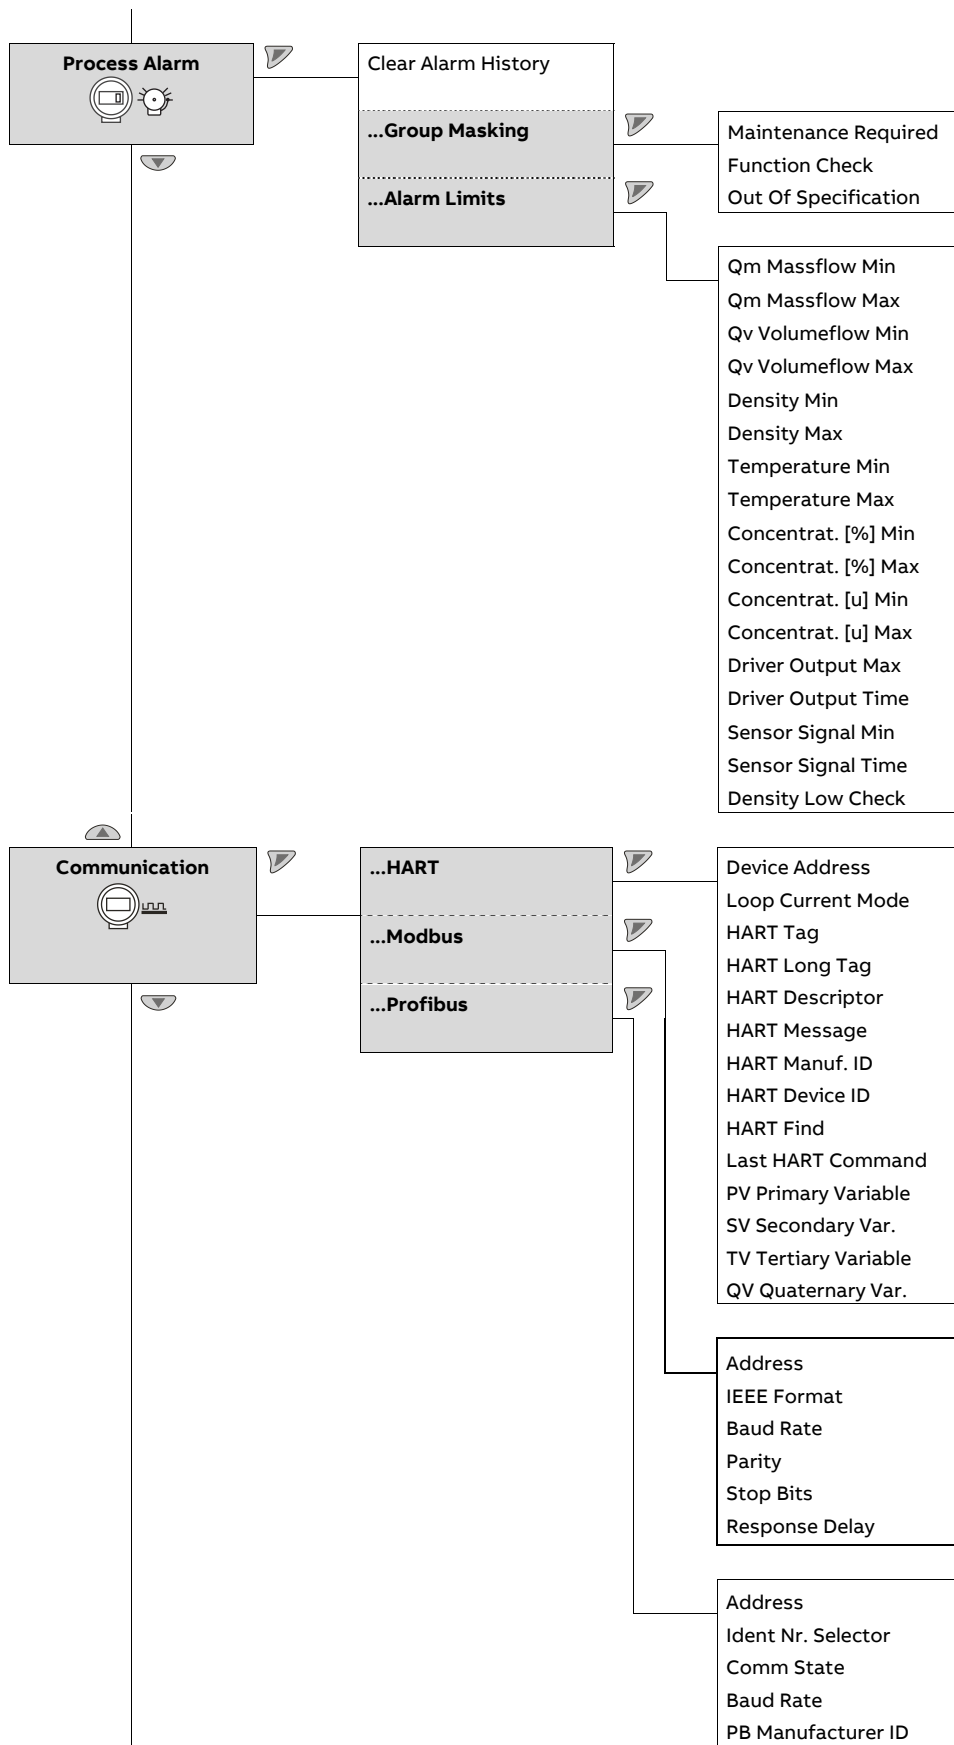 Process Alarm
Clear Alarm History
...Group Masking
...Alarm Limits
Maintenance Required
Function Check
Out Of Specification
Qm Massflow Min
Qm Massflow Max
Qv Volumeflow Min
Qv Volumeflow Max
Density Min
Density Max
Temperature Min
Temperature Max
Concentrat. [%] Min
Concentrat. [%] Max
Concentrat. [u] Min
Concentrat. [u] Max
Driver Output Max
Driver Output Time
Sensor Signal Min
Sensor Signal Time
Density Low Check
Communication
...HART
...Modbus
...Profibus
Device Address
Loop Current Mode
HART Tag
HART Long Tag
HART Descriptor
HART Message
HART Manuf. ID
HART Device ID
HART Find
Last HART Command
PV Primary Variable
SV Secondary Var.
TV Tertiary Variable
QV Quaternary Var.
Address
IEEE Format
Baud Rate
Parity
Stop Bits
Response Delay
Address
Ident Nr. Selector
Comm State
Baud Rate
PB Manufacturer ID